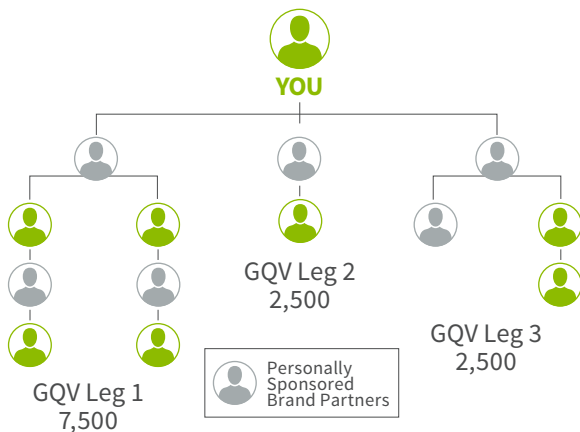 YOU
GQV Leg 1
7,500
GQV Leg 2
2,500
GQV Leg 3
2,500
Personally
Sponsored
Brand Partners